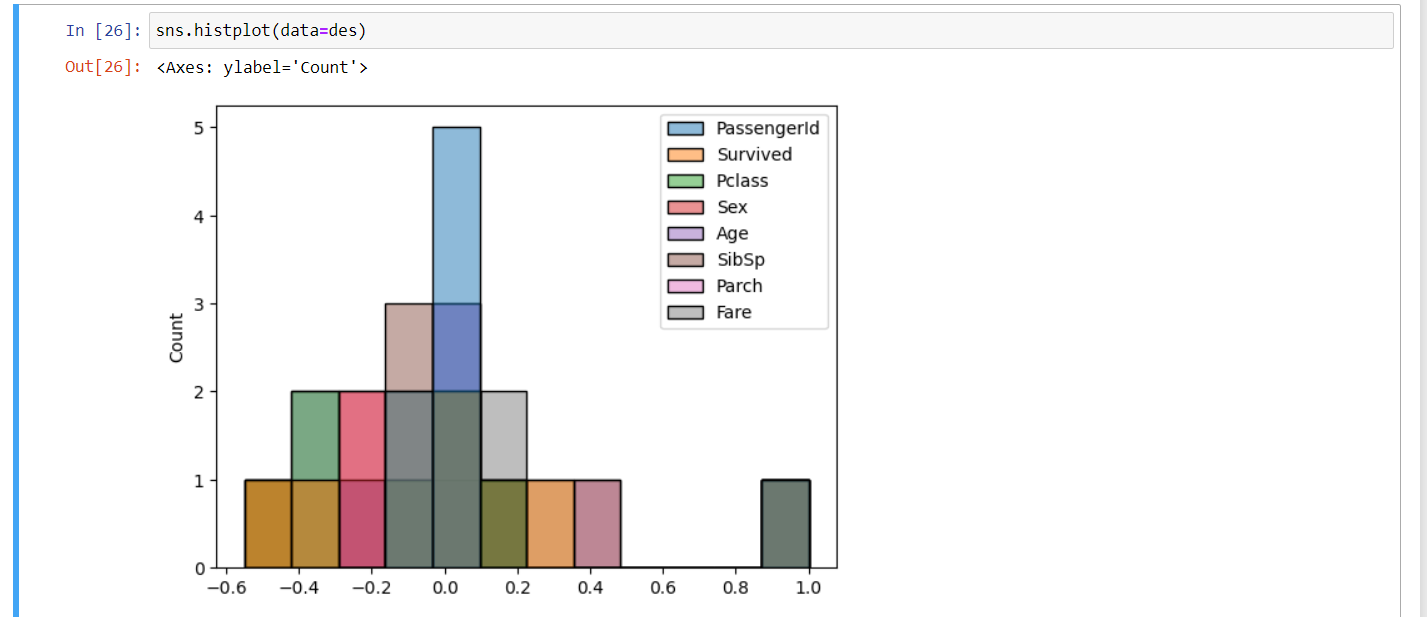 In [26]: sns.histplot(data=des)
Out[26]: <Axes: ylabel='Count'>
PassengerId
Survived
Pclass
Sex
Age
SibSp
Parch
Fare
Count
5
4
3
2
1
0
−0.6 −0.4 −0.2 0.0 0.2 0.4 0.6 0.8 1.0